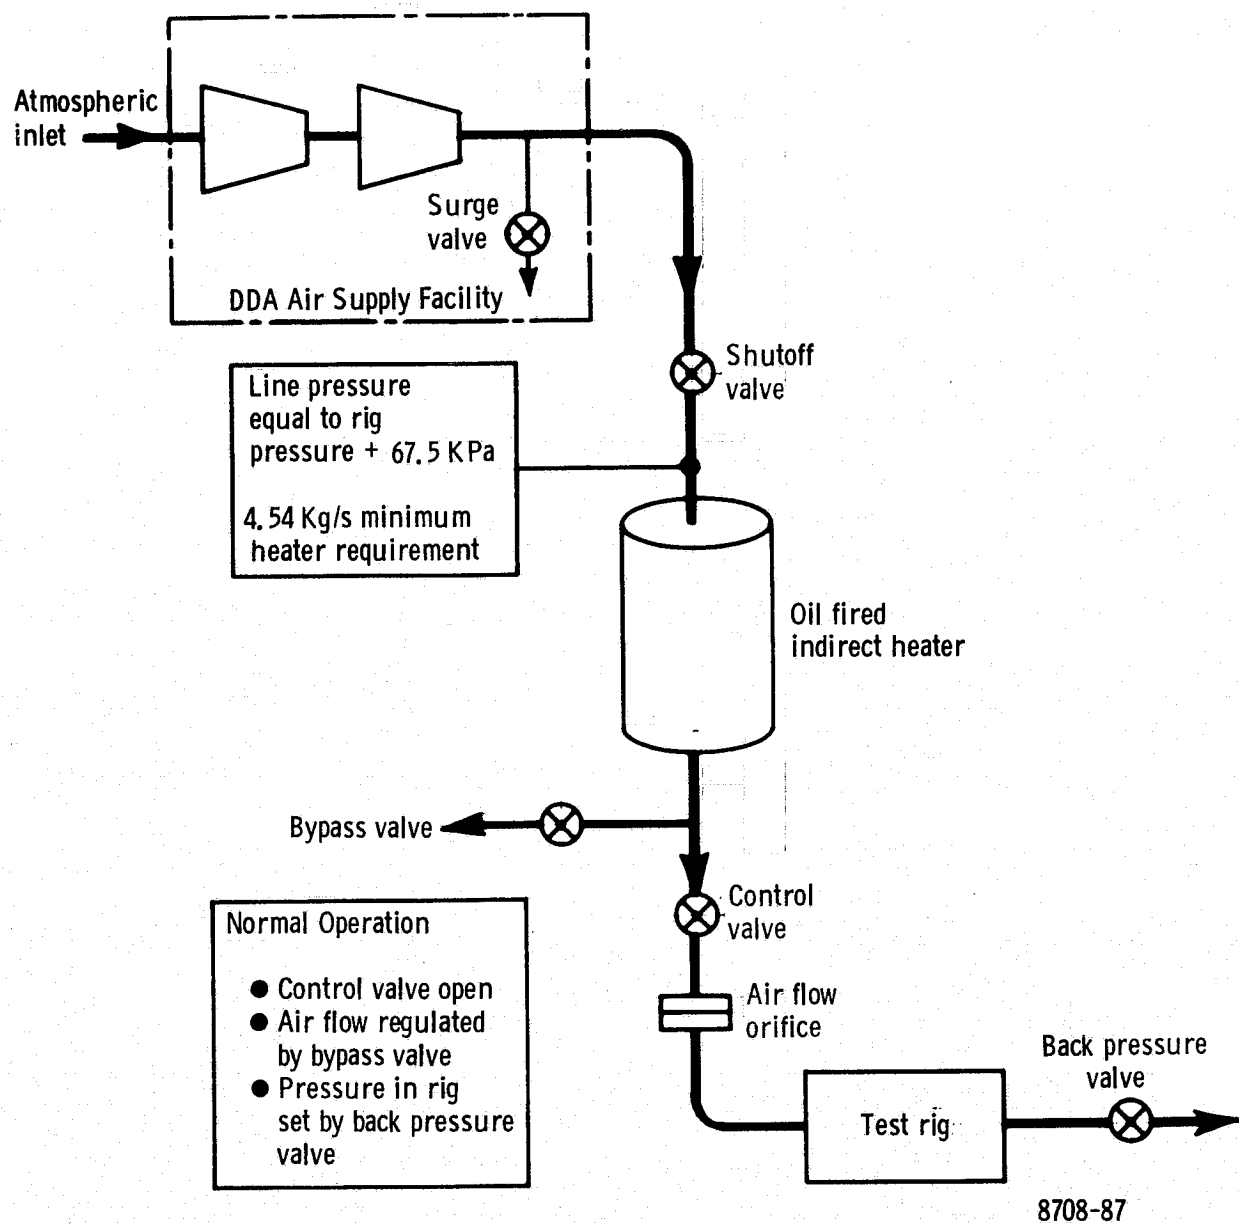 Atmospheric
inlet
Surge
valve
DDA Air Supply Facility
Shutoff
valve
Line pressure
equal to rig
pressure + 67.5 KPa
4.54 Kg/s minimum
heater requirement
Oil fired
indirect heater
Bypass valve
Control
valve
Normal Operation
● Control valve open
● Air flow regulated
by bypass valve
● Pressure in rig
set by back pressure
valve
Air flow
orifice
Back pressure
valve
Test rig
8708-87